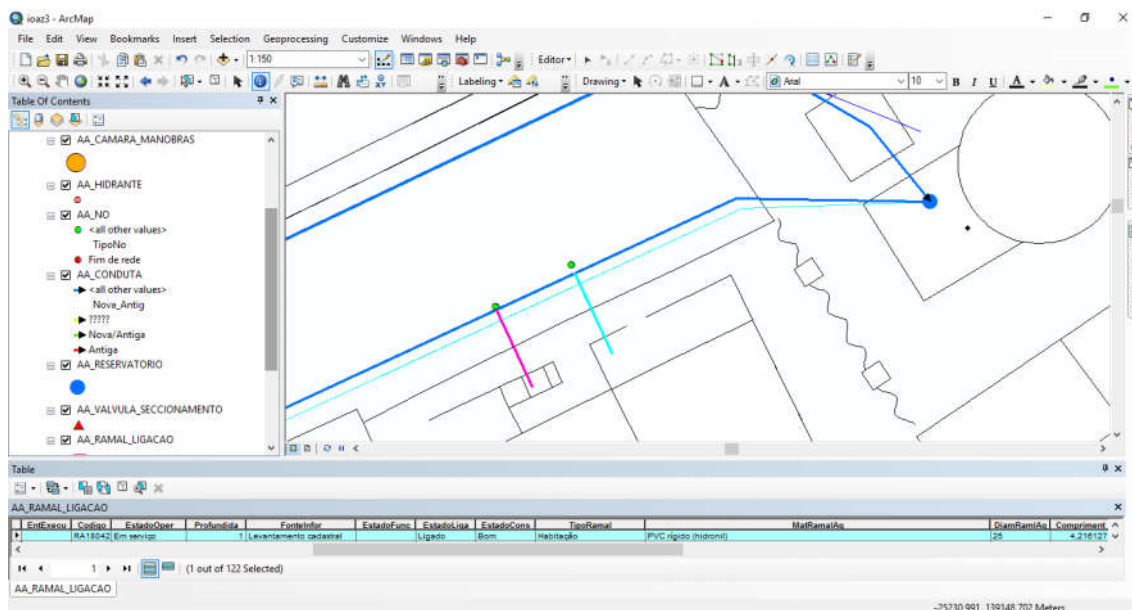 ioaz3 - ArcMap
File Edit View Bookmarks Insert Selection Geoprocessing Customize Windows Help
1:150
Editor
Labeling Drawing Arial 10 B I U A
Table Of Contents
AA_CAMARA_MANOBRAS
AA_HIDRANTE
AA_NO
<all other values>
TipoNo
Fim de rede
AA_CONDUTA
<all other values>
Nova_Antig
?????
Nova/Antiga
Antiga
AA_RESERVATORIO
AA_VALVULA_SECCIONAMENTO
AA_RAMAL_LIGACAO
Table
AA_RAMAL_LIGACAO
EntExecu Codigo EstadoOper Profundida FonteInfor EstadoFunc EstadoLiga EstadoCons TipoRamal MatRamalAq DiamRamlAq Compriment
RA18042 Em serviço 1 Levantamento cadastral Ligado Bom Habitação PVC rígido (hidronil) 25 4,216127
1 (1 out of 122 Selected)
AA_RAMAL_LIGACAO
-25230,991 139148,702 Meters